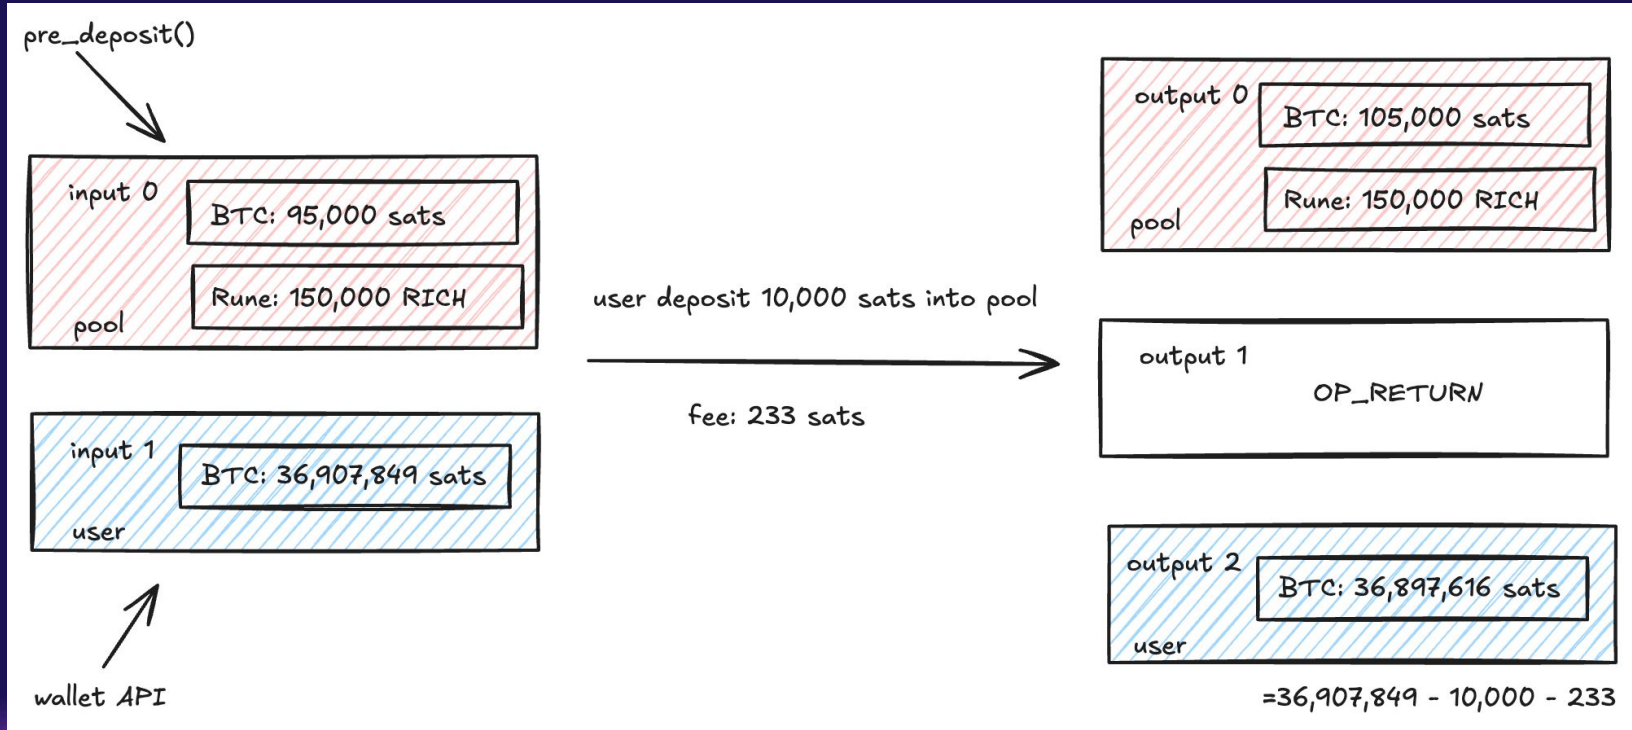 pre_deposit()
input 0
BTC: 95,000 sats
Rune: 150,000 RICH
pool
input 1
BTC: 36,907,849 sats
user
wallet API
user deposit 10,000 sats into pool
fee: 233 sats
output 0
BTC: 105,000 sats
Rune: 150,000 RICH
pool
output 1
OP_RETURN
output 2
BTC: 36,897,616 sats
user
=36,907,849 - 10,000 - 233